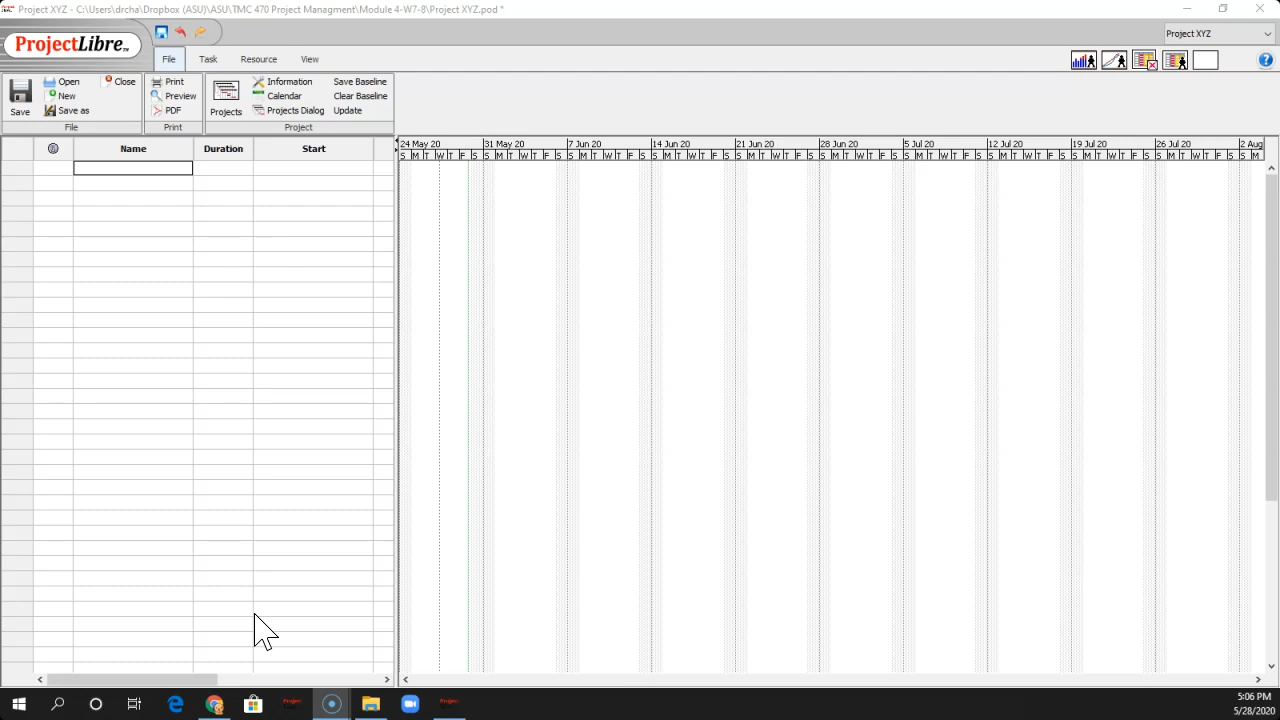 Project XYZ - C:\Users\drcha\Dropbox (ASU)\ASU\TMC 470 Project Managment\Module 4-W7-8\Project XYZ.pod *
ProjectLibre™
Project XYZ
File Task Resource View
Save
Open
New
Save as
Close
File
Print
Preview
PDF
Print
Projects
Information
Calendar
Projects Dialog
Save Baseline
Clear Baseline
Update
Project
Name Duration Start
24 May 20 31 May 20 7 Jun 20 14 Jun 20 21 Jun 20 28 Jun 20 5 Jul 20 12 Jul 20 19 Jul 20 26 Jul 20 2 Aug
S M T W T F S S M T W T F S S M T W T F S S M T W T F S S M T W T F S S M T W T F S S M T W T F S S M T W T F S S M T W T F S S M T W T F S S M
5:06 PM
5/28/2020